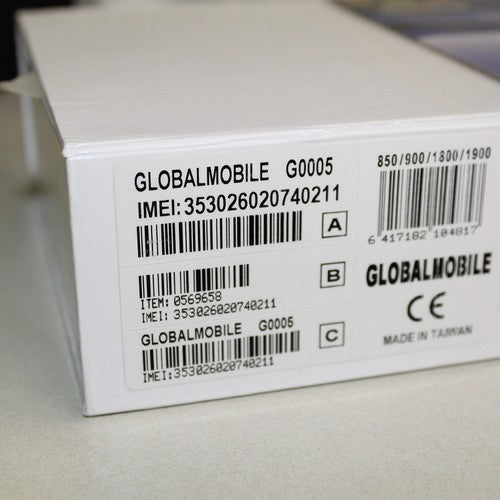 GLOBALMOBILE G0005
IMEI: 353026020740211
A
ITEM: 0569658
IMEI: 353026020740211
B
GLOBALMOBILE G0005
IMEI:353026020740211
C
850/900/1800/1900
6 417182 104817
GLOBALMOBILE
CE
MADE IN TAIWAN